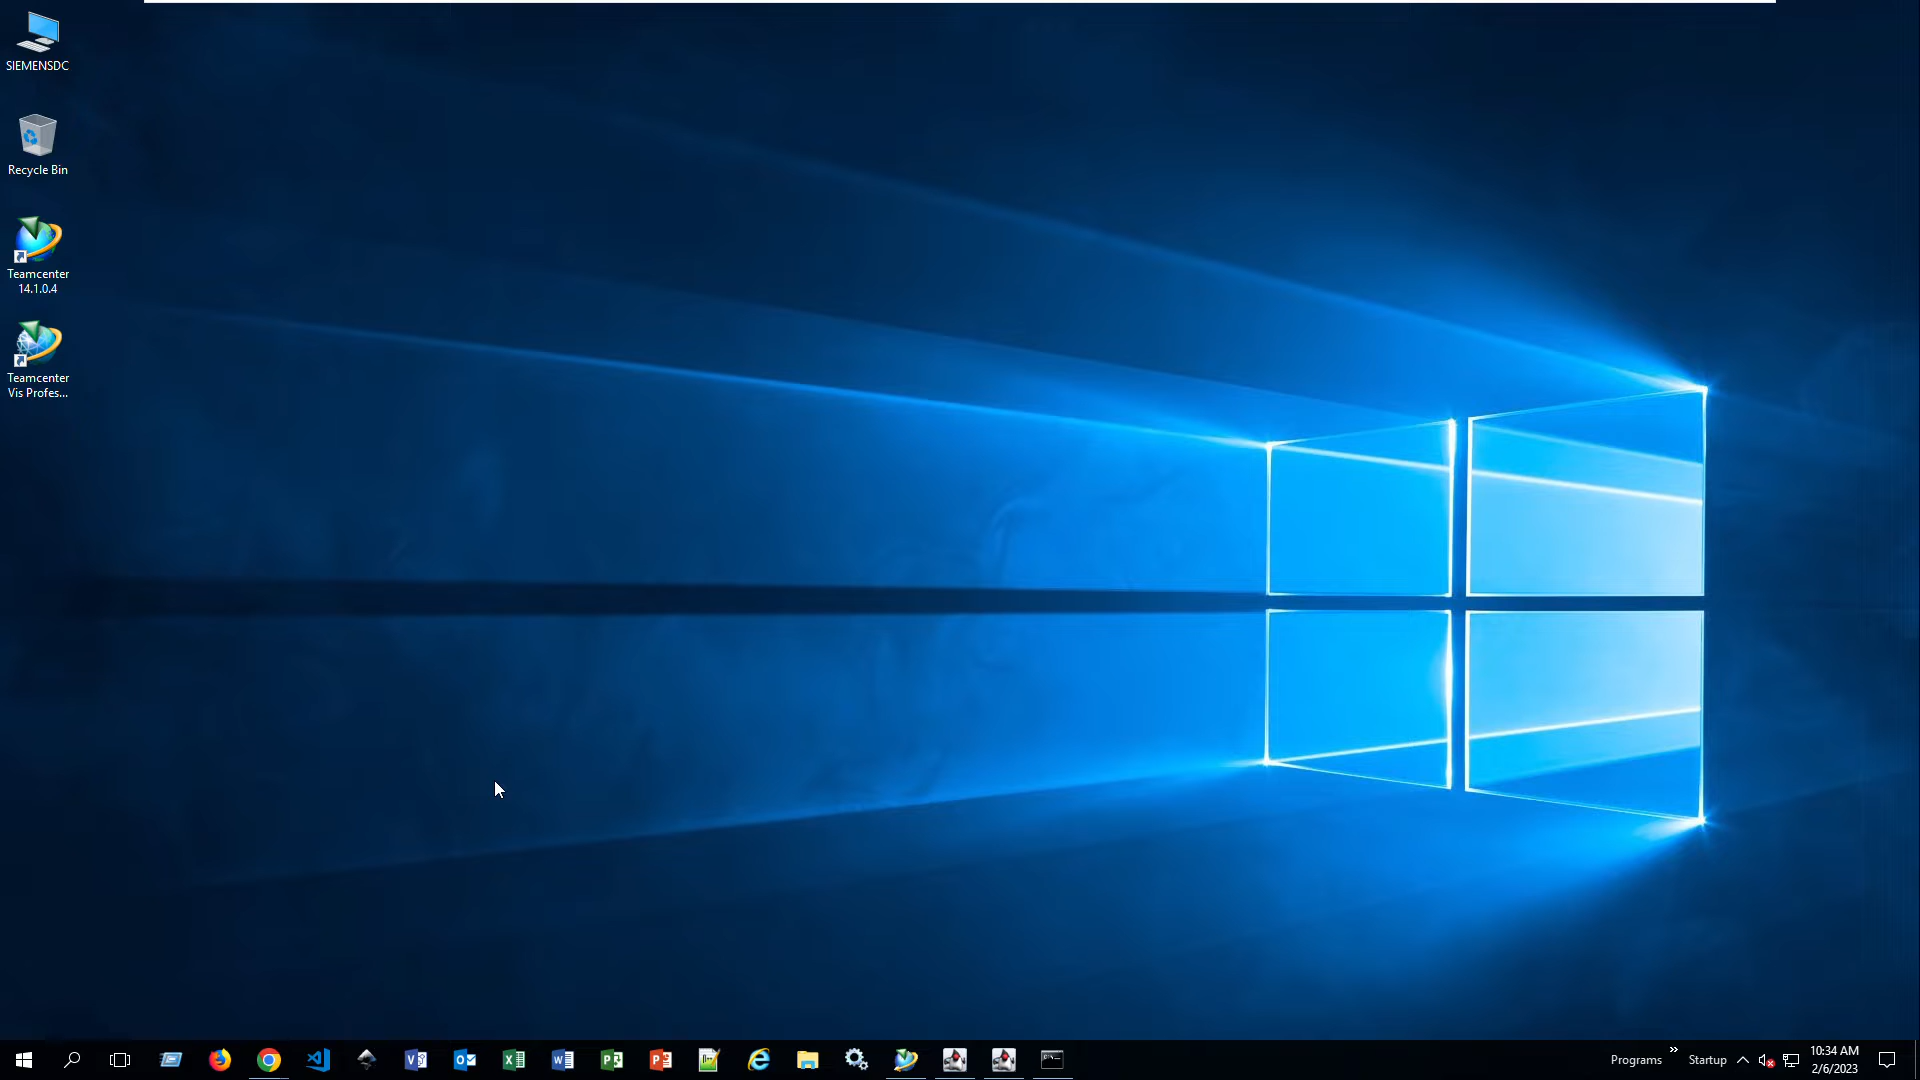 SIEMENSDC
Recycle Bin
Teamcenter
14.1.0.4
Teamcenter
Vis Profes...
Programs
Startup
10:34 AM
2/6/2023